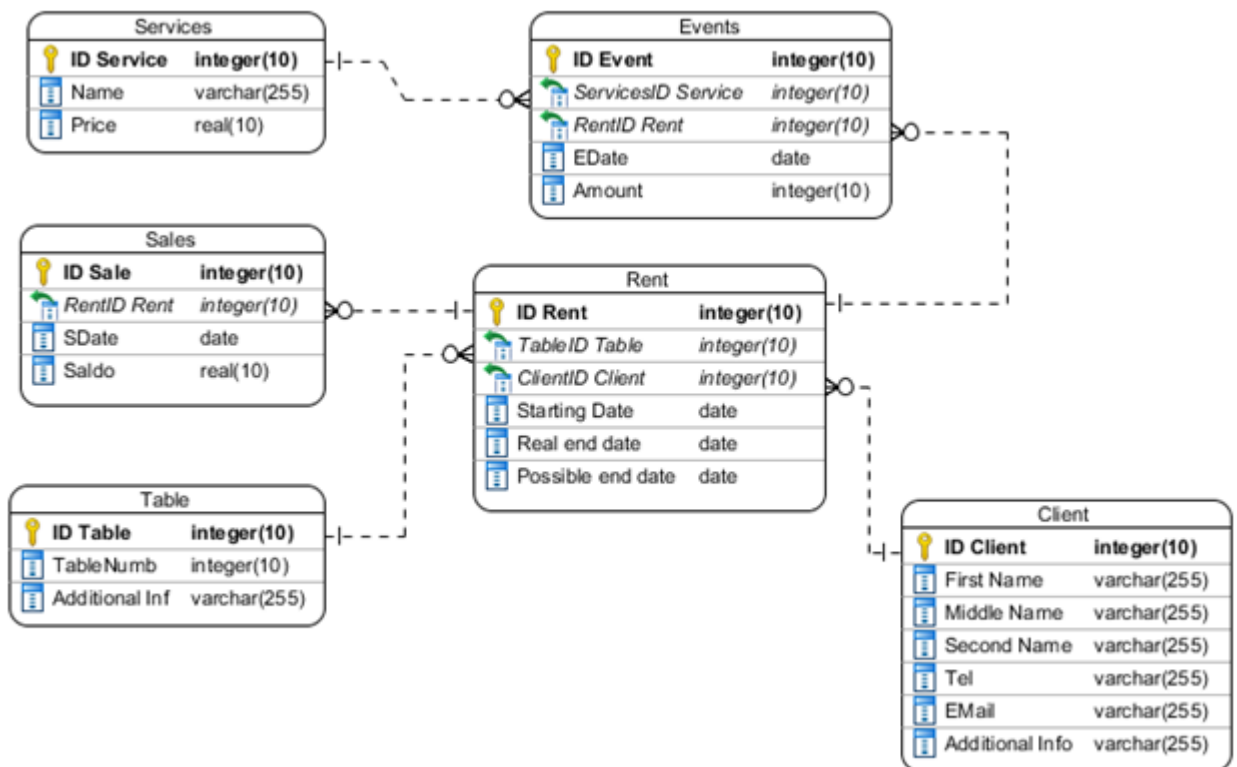 Services
ID Service integer(10)
Name varchar(255)
Price real(10)
Events
ID Event integer(10)
ServicesID Service integer(10)
RentID Rent integer(10)
EDate date
Amount integer(10)
Sales
ID Sale integer(10)
RentID Rent integer(10)
SDate date
Saldo real(10)
Rent
ID Rent integer(10)
TableID Table integer(10)
ClientID Client integer(10)
Starting Date date
Real end date date
Possible end date date
Table
ID Table integer(10)
TableNumb integer(10)
Additional Inf varchar(255)
Client
ID Client integer(10)
First Name varchar(255)
Middle Name varchar(255)
Second Name varchar(255)
Tel varchar(255)
EMail varchar(255)
Additional Info varchar(255)